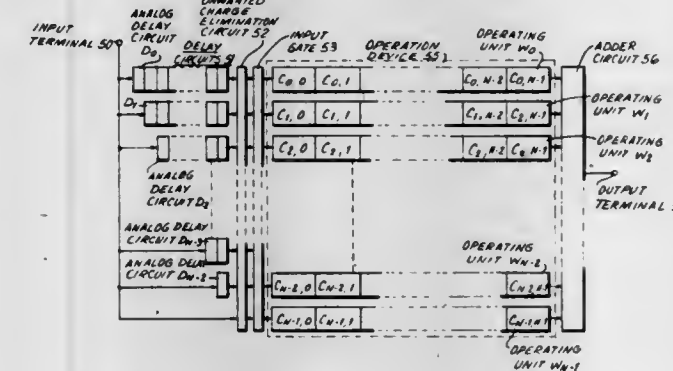 UNWANTED
CHARGE
ELIMINATION
CIRCUIT 52
ANALOG
DELAY
CIRCUIT
D0
INPUT
TERMINAL 50
DELAY
CIRCUITS 51
INPUT
GATE 53
OPERATION
DEVICE 55
OPERATING
UNIT W0
ADDER
CIRCUIT 56
C0,0 C0,1 C0,N-2 C0,N-1
D1
C1,0 C1,1 C1,N-2 C2,N-1
OPERATING
UNIT W1
C2,0 C2,1 C2,N-2
OPERATING
UNIT W2
ANALOG
DELAY
CIRCUIT D2
OUTPUT
TERMINAL
ANALOG DELAY
CIRCUIT DN-3
ANALOG DELAY
CIRCUIT DN-2
OPERATING
UNIT WN-2
CN-2,0 CN-2,1
CN-1,0 CN-1,1
OPERATING
UNIT WN-1